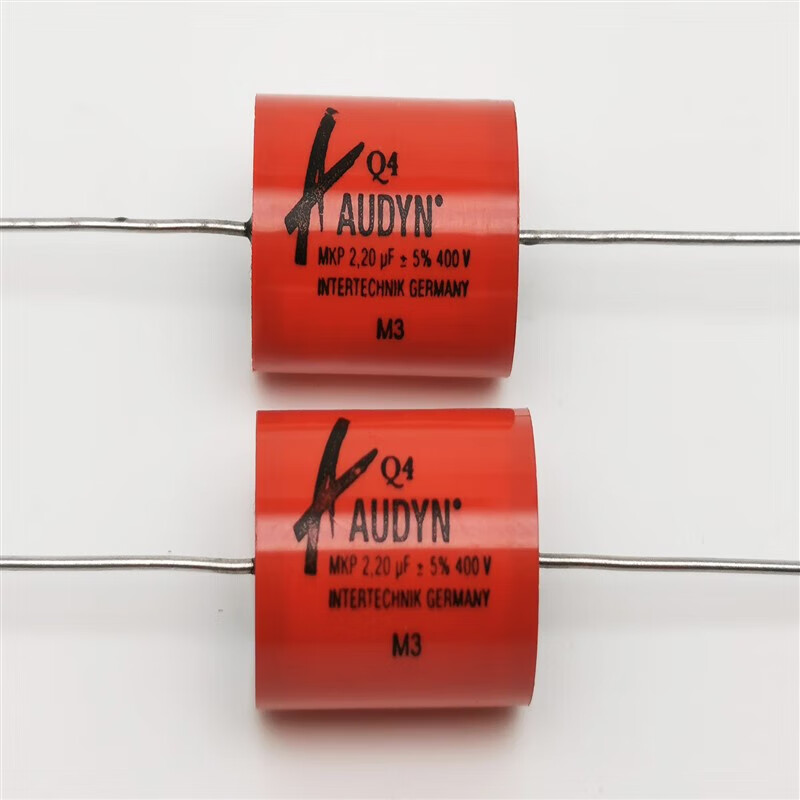 Q4
AUDYN®
MKP 2,20 µF ± 5% 400 V
INTERTECHNIK GERMANY
M3
Q4
AUDYN®
MKP 2,20 µF ± 5% 400 V
INTERTECHNIK GERMANY
M3